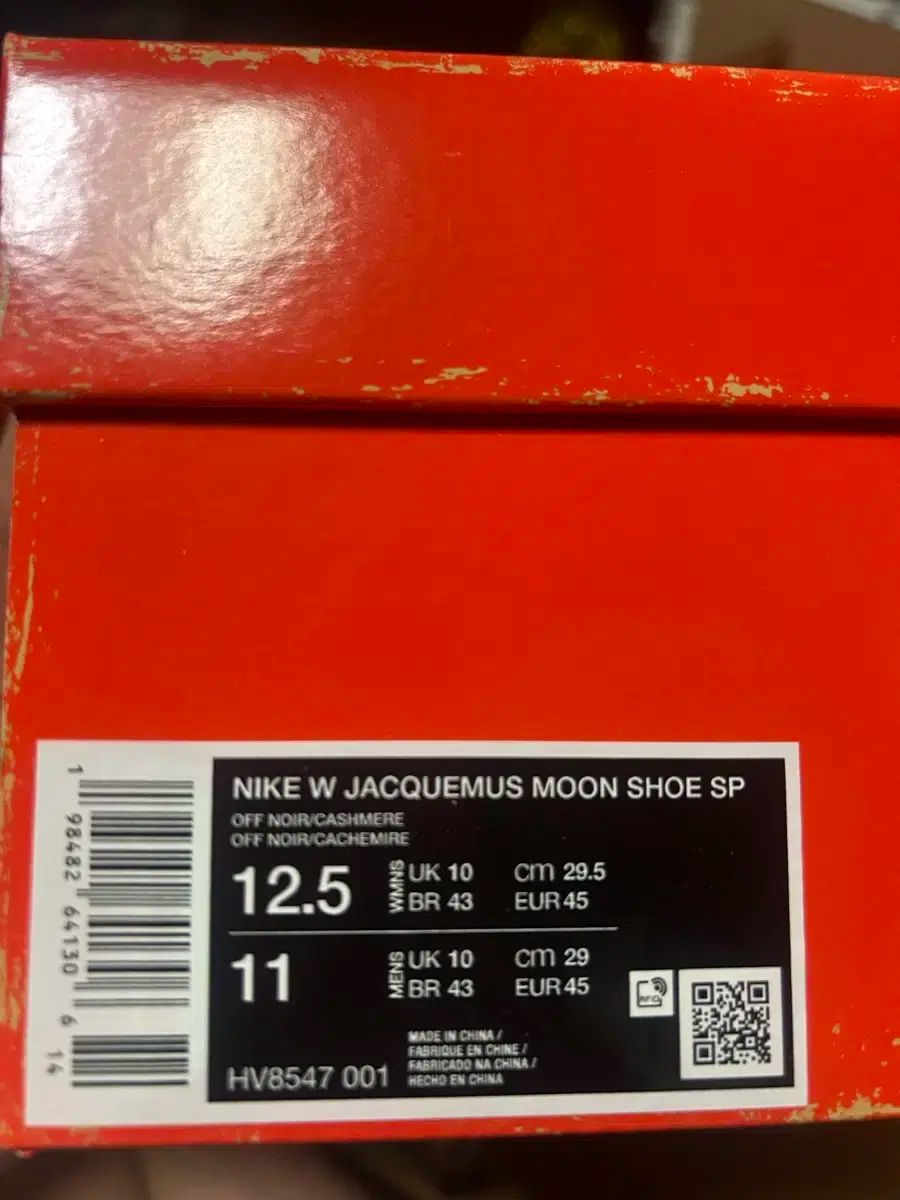 NIKE W JACQUEMUS MOON SHOE SP
OFF NOIR/CASHMERE
OFF NOIR/CACHEMIRE
12.5 WMNS UK 10 cm 29.5
BR 43 EUR 45
11 MENS UK 10 cm 29
BR 43 EUR 45
RFID
MADE IN CHINA /
FABRIQUE EN CHINE /
FABRICADO NA CHINA /
HECHO EN CHINA
HV8547 001
1 98482 64130 6 14